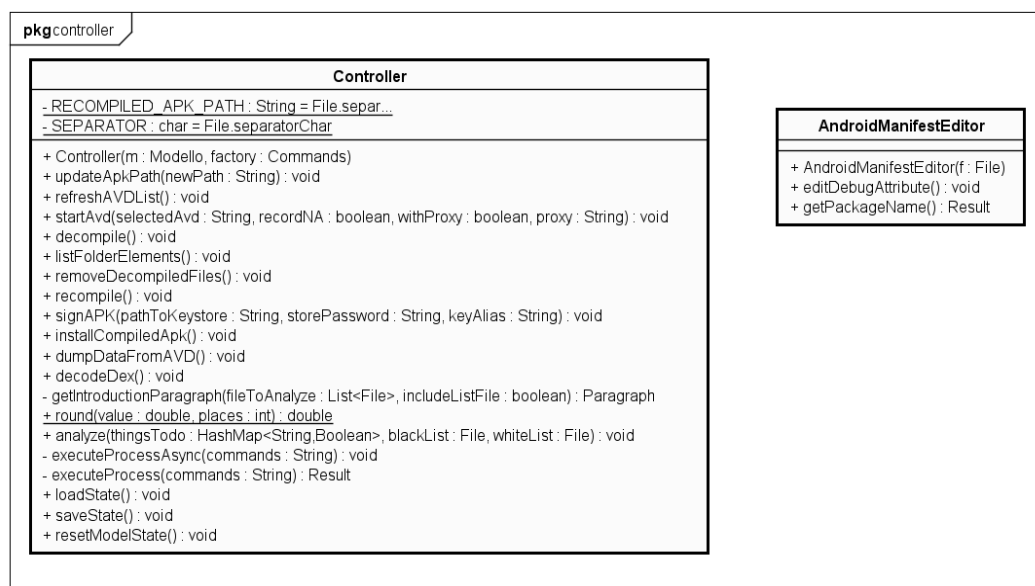 pkg controller
Controller
- RECOMPILED_APK_PATH : String = File.separ...
- SEPARATOR : char = File.separatorChar
+ Controller(m : Modello, factory : Commands)
+ updateApkPath(newPath : String) : void
+ refreshAVDList() : void
+ startAvd(selectedAvd : String, recordNA : boolean, withProxy : boolean, proxy : String) : void
+ decompile() : void
+ listFolderElements() : void
+ removeDecompiledFiles() : void
+ recompile() : void
+ signAPK(pathToKeystore : String, storePassword : String, keyAlias : String) : void
+ installCompiledApk() : void
+ dumpDataFromAVD() : void
+ decodeDex() : void
- getIntroductionParagraph(fileToAnalyze : List<File>, includeListFile : boolean) : Paragraph
+ round(value : double, places : int) : double
+ analyze(thingsTodo : HashMap<String,Boolean>, blackList : File, whiteList : File) : void
- executeProcessAsync(commands : String) : void
- executeProcess(commands : String) : Result
+ loadState() : void
+ saveState() : void
+ resetModelState() : void
AndroidManifestEditor
+ AndroidManifestEditor(f : File)
+ editDebugAttribute() : void
+ getPackageName() : Result